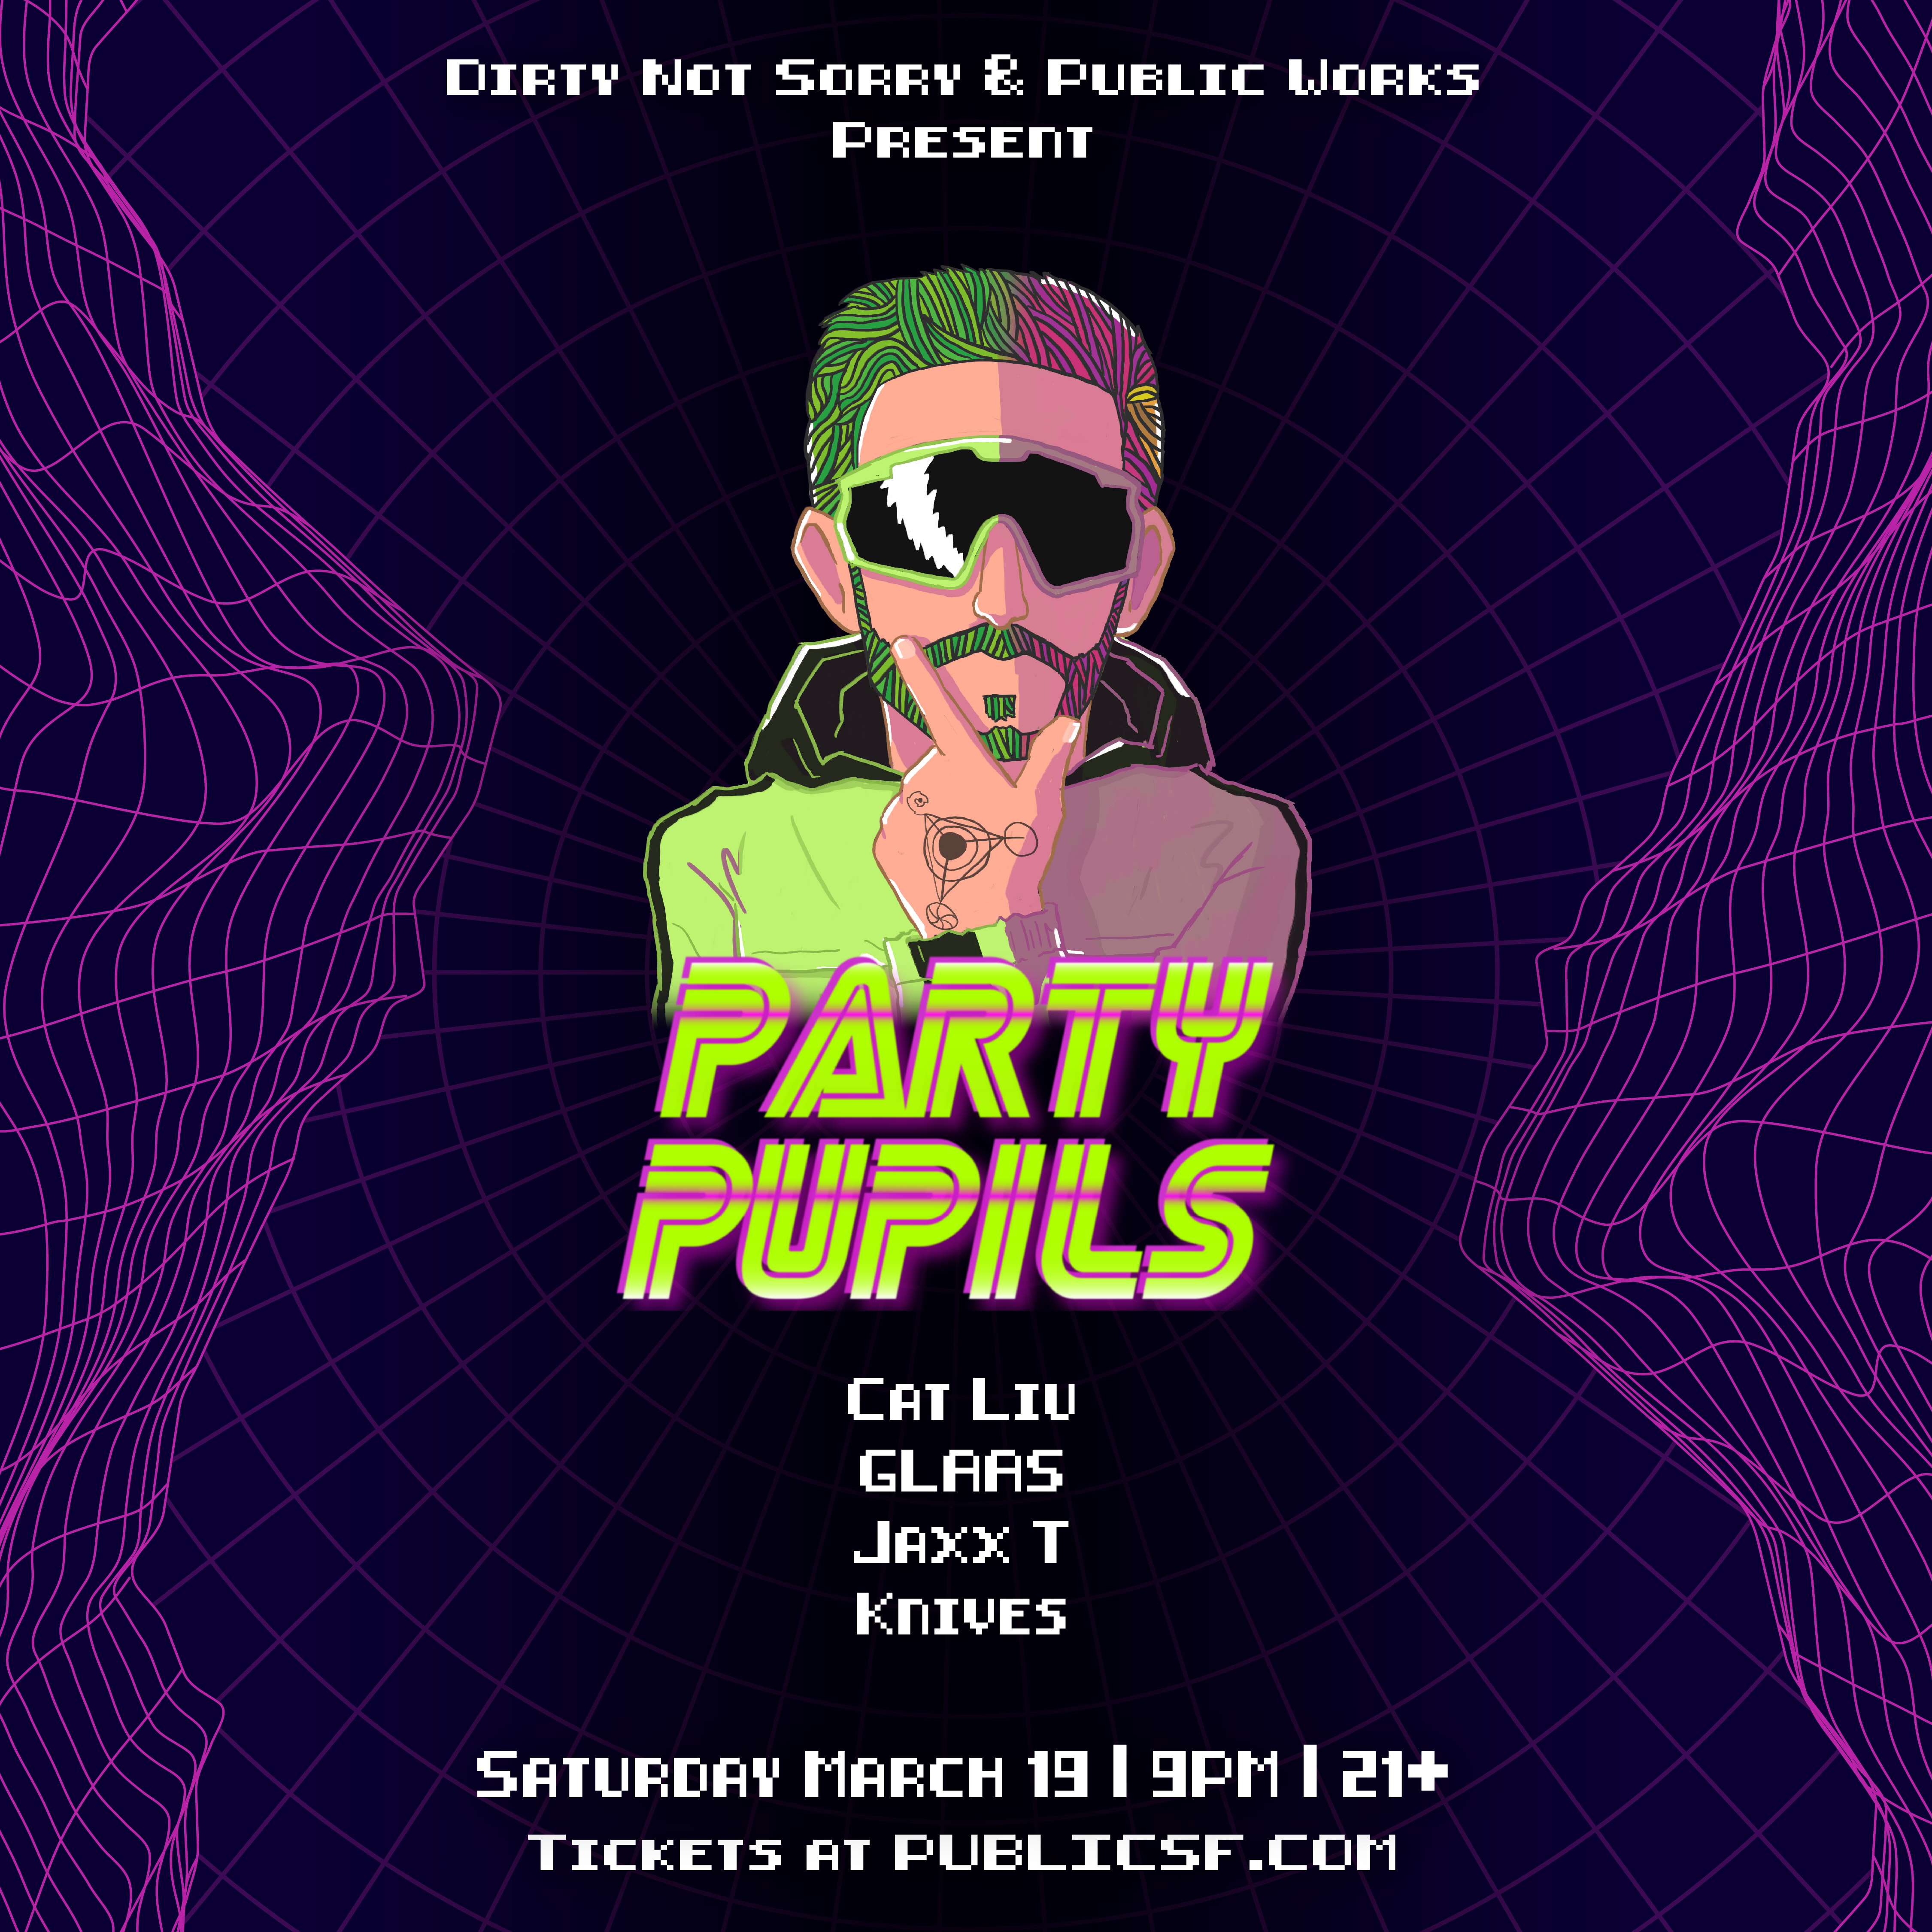 Dirty Not Sorry & Public Works
Present
PARTY
PUPILS
Cat Liu
GLAAS
Jaxx T
Knives
Saturday March 19 | 9PM | 21+
Tickets at PUBLICSF.COM